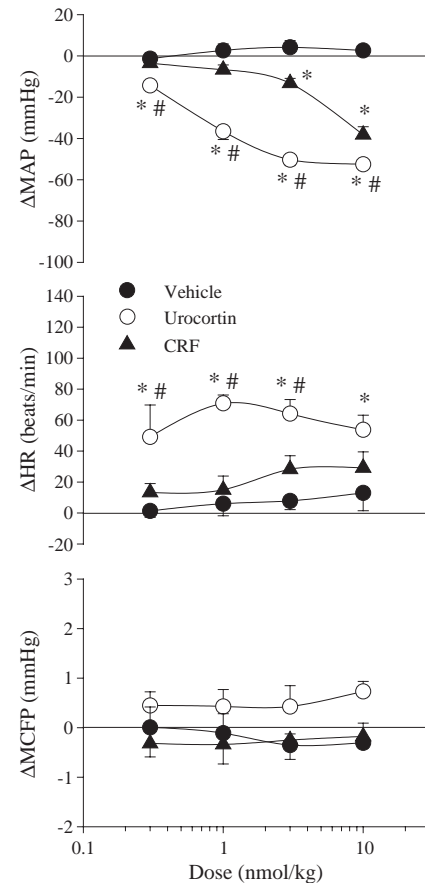 20
0
-20
-40
-60
-80
-100
ΔMAP (mmHg)
* # * # * # * # * *
Vehicle
Urocortin
CRF
140
120
100
80
60
40
20
0
-20
ΔHR (beats/min)
* # * # * # *
3
2
1
0
-1
-2
ΔMCFP (mmHg)
0.1 1 10
Dose (nmol/kg)